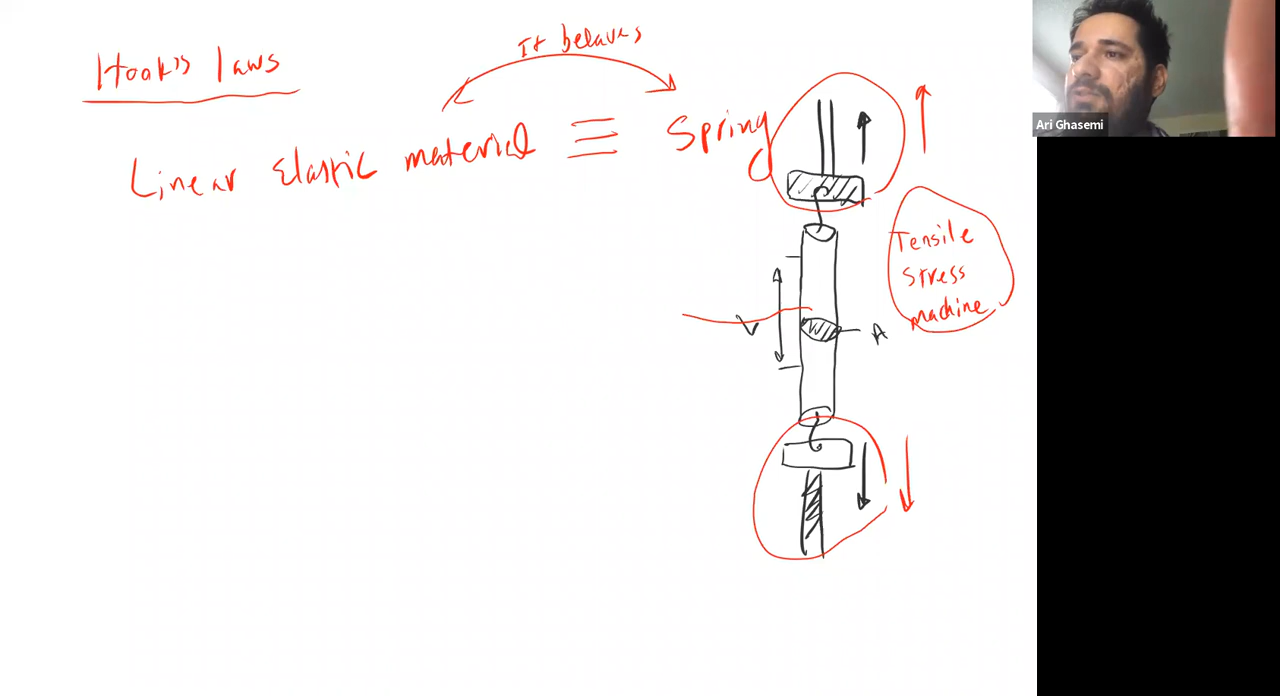 Hook's laws
It behaves
Linear Elastic material ≡ Spring
Tensile
stress
machine
A
Ari Ghasemi